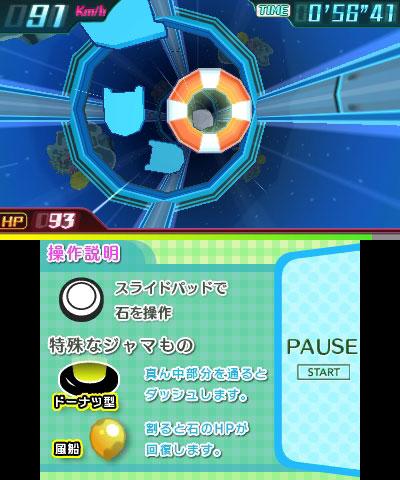 091 Km/h
TIME 0'56"41
HP 093
操作説明
スライドパッドで
石を操作
特殊なジャマもの
ドーナツ型
真ん中部分を通ると
ダッシュします。
風船
割ると石のHPが
回復します。
PAUSE
START